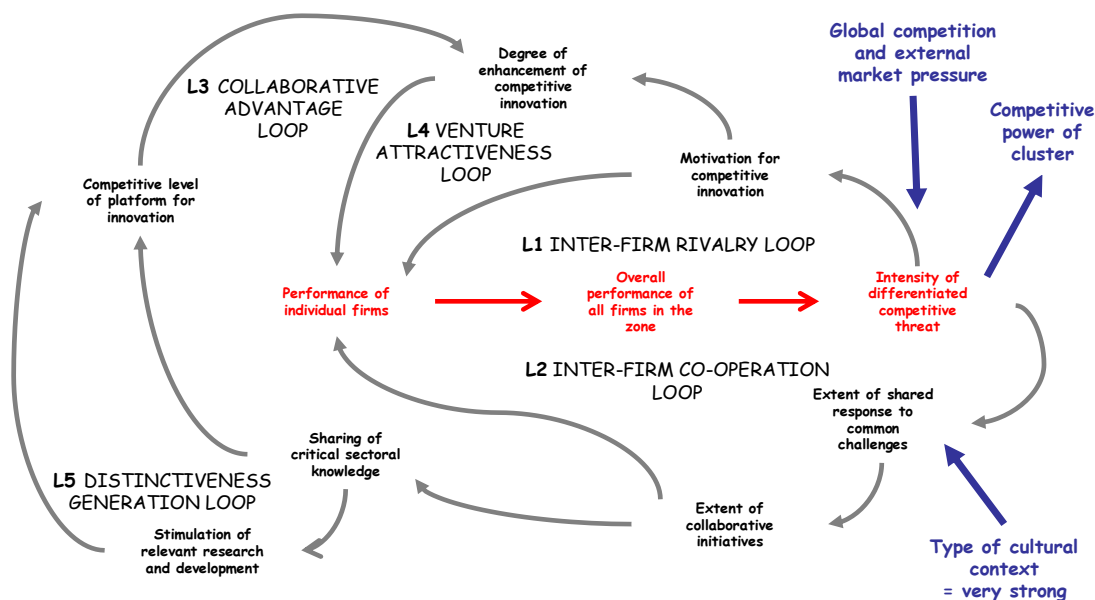 Global competition
and external
market pressure
Degree of
enhancement of
competitive
innovation
L3 COLLABORATIVE
ADVANTAGE
LOOP
Competitive
power of
cluster
L4 VENTURE
ATTRACTIVENESS
LOOP
Motivation for
competitive
innovation
Competitive level
of platform for
innovation
L1 INTER-FIRM RIVALRY LOOP
Performance of
individual firms
Overall
performance of
all firms in the
zone
Intensity of
differentiated
competitive
threat
L2 INTER-FIRM CO-OPERATION
LOOP
Extent of shared
response to
common
challenges
Sharing of
critical sectoral
knowledge
L5 DISTINCTIVENESS
GENERATION LOOP
Extent of
collaborative
initiatives
Stimulation of
relevant research
and development
Type of cultural
context
= very strong